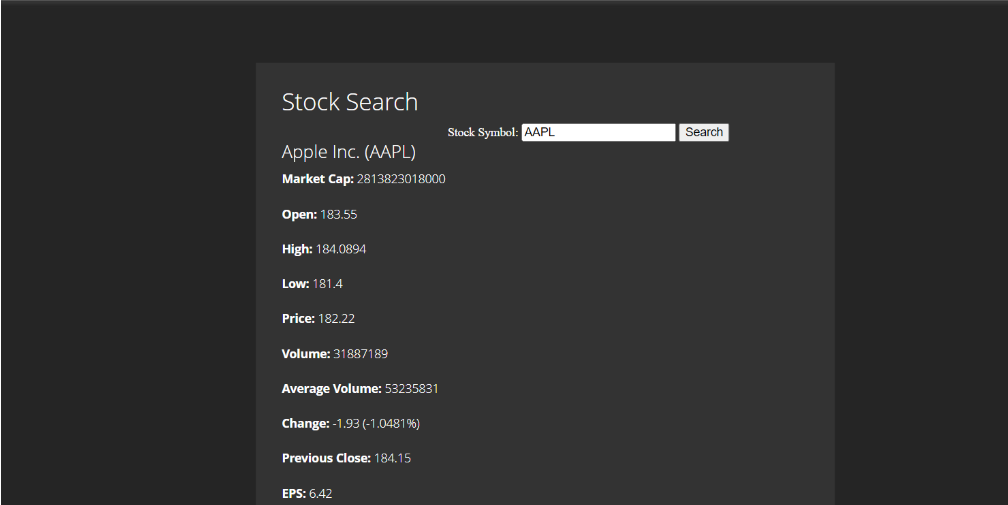 Stock Search
Stock Symbol: AAPL Search
Apple Inc. (AAPL)
Market Cap: 2813823018000
Open: 183.55
High: 184.0894
Low: 181.4
Price: 182.22
Volume: 31887189
Average Volume: 53235831
Change: -1.93 (-1.0481%)
Previous Close: 184.15
EPS: 6.42